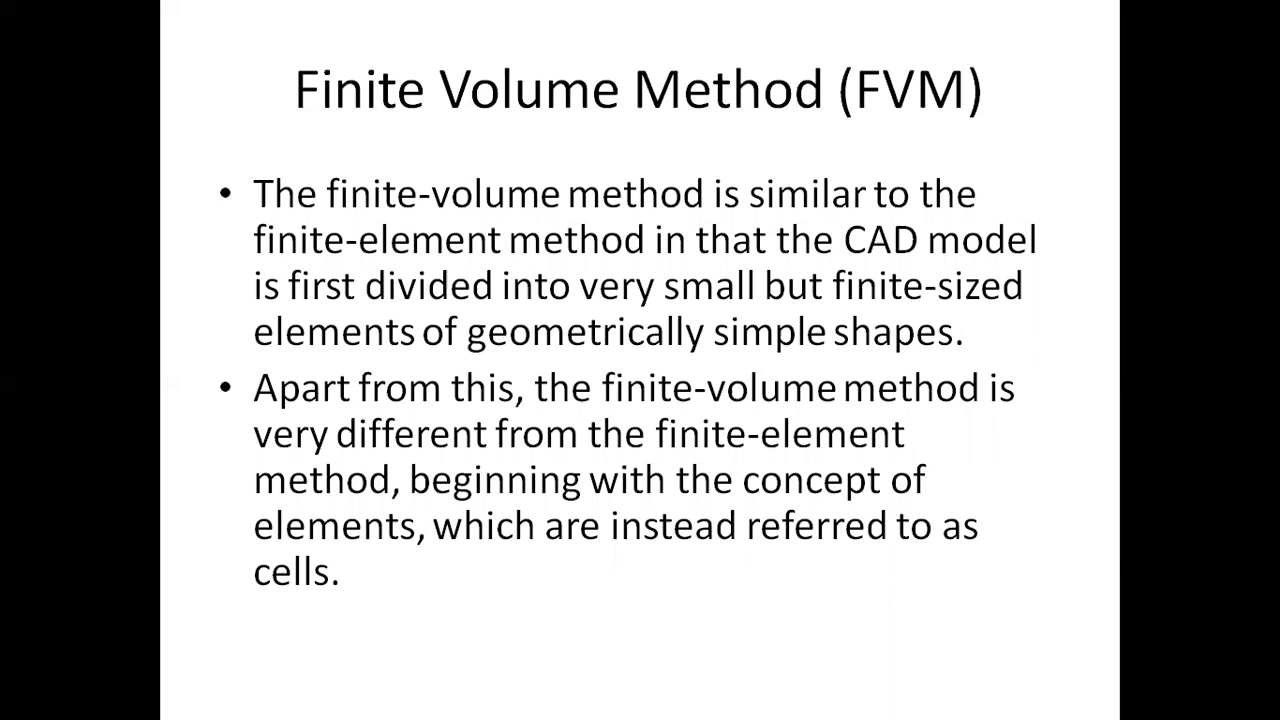 Finite Volume Method (FVM)
• The finite-volume method is similar to the
finite-element method in that the CAD model
is first divided into very small but finite-sized
elements of geometrically simple shapes.
• Apart from this, the finite-volume method is
very different from the finite-element
method, beginning with the concept of
elements, which are instead referred to as
cells.